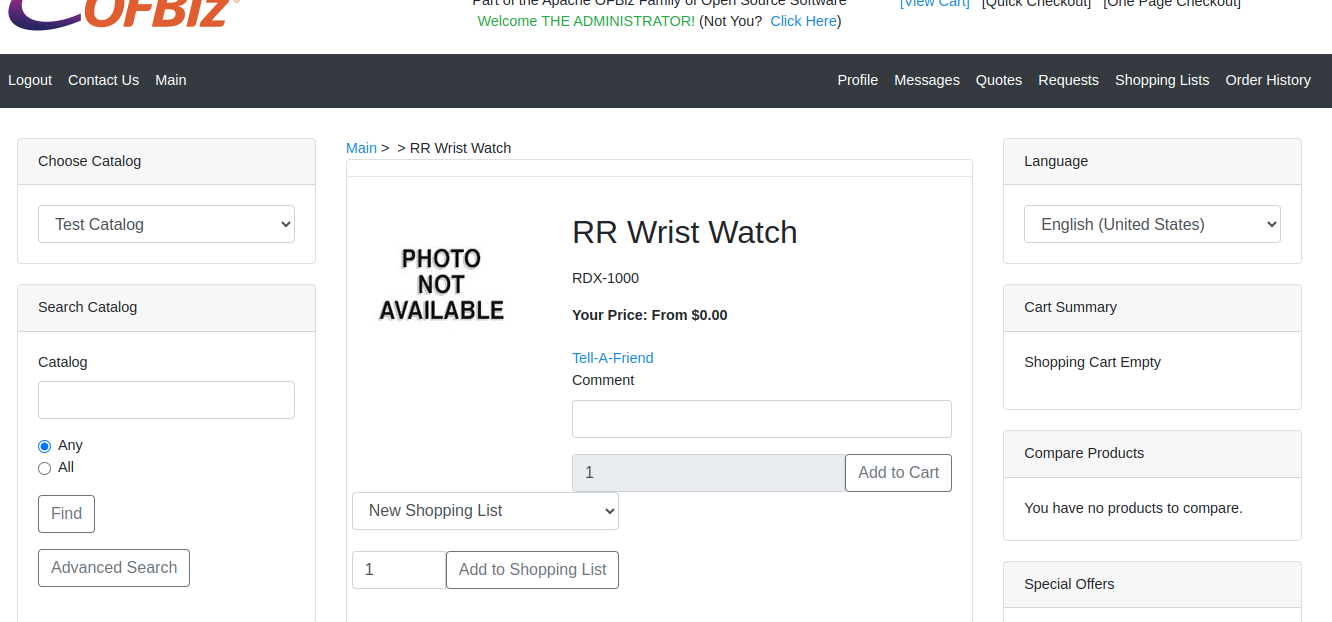 OFBIZ
Part of the Apache OFBiz Family of Open Source Software
Welcome THE ADMINISTRATOR! (Not You? Click Here)
[View Cart] [Quick Checkout] [One Page Checkout]
Logout Contact Us Main
Profile Messages Quotes Requests Shopping Lists Order History
Choose Catalog
Test Catalog
Search Catalog
Catalog
Any
All
Find
Advanced Search
Main > > RR Wrist Watch
PHOTO
NOT
AVAILABLE
RR Wrist Watch
RDX-1000
Your Price: From $0.00
Tell-A-Friend
Comment
1 Add to Cart
New Shopping List
1 Add to Shopping List
Language
English (United States)
Cart Summary
Shopping Cart Empty
Compare Products
You have no products to compare.
Special Offers